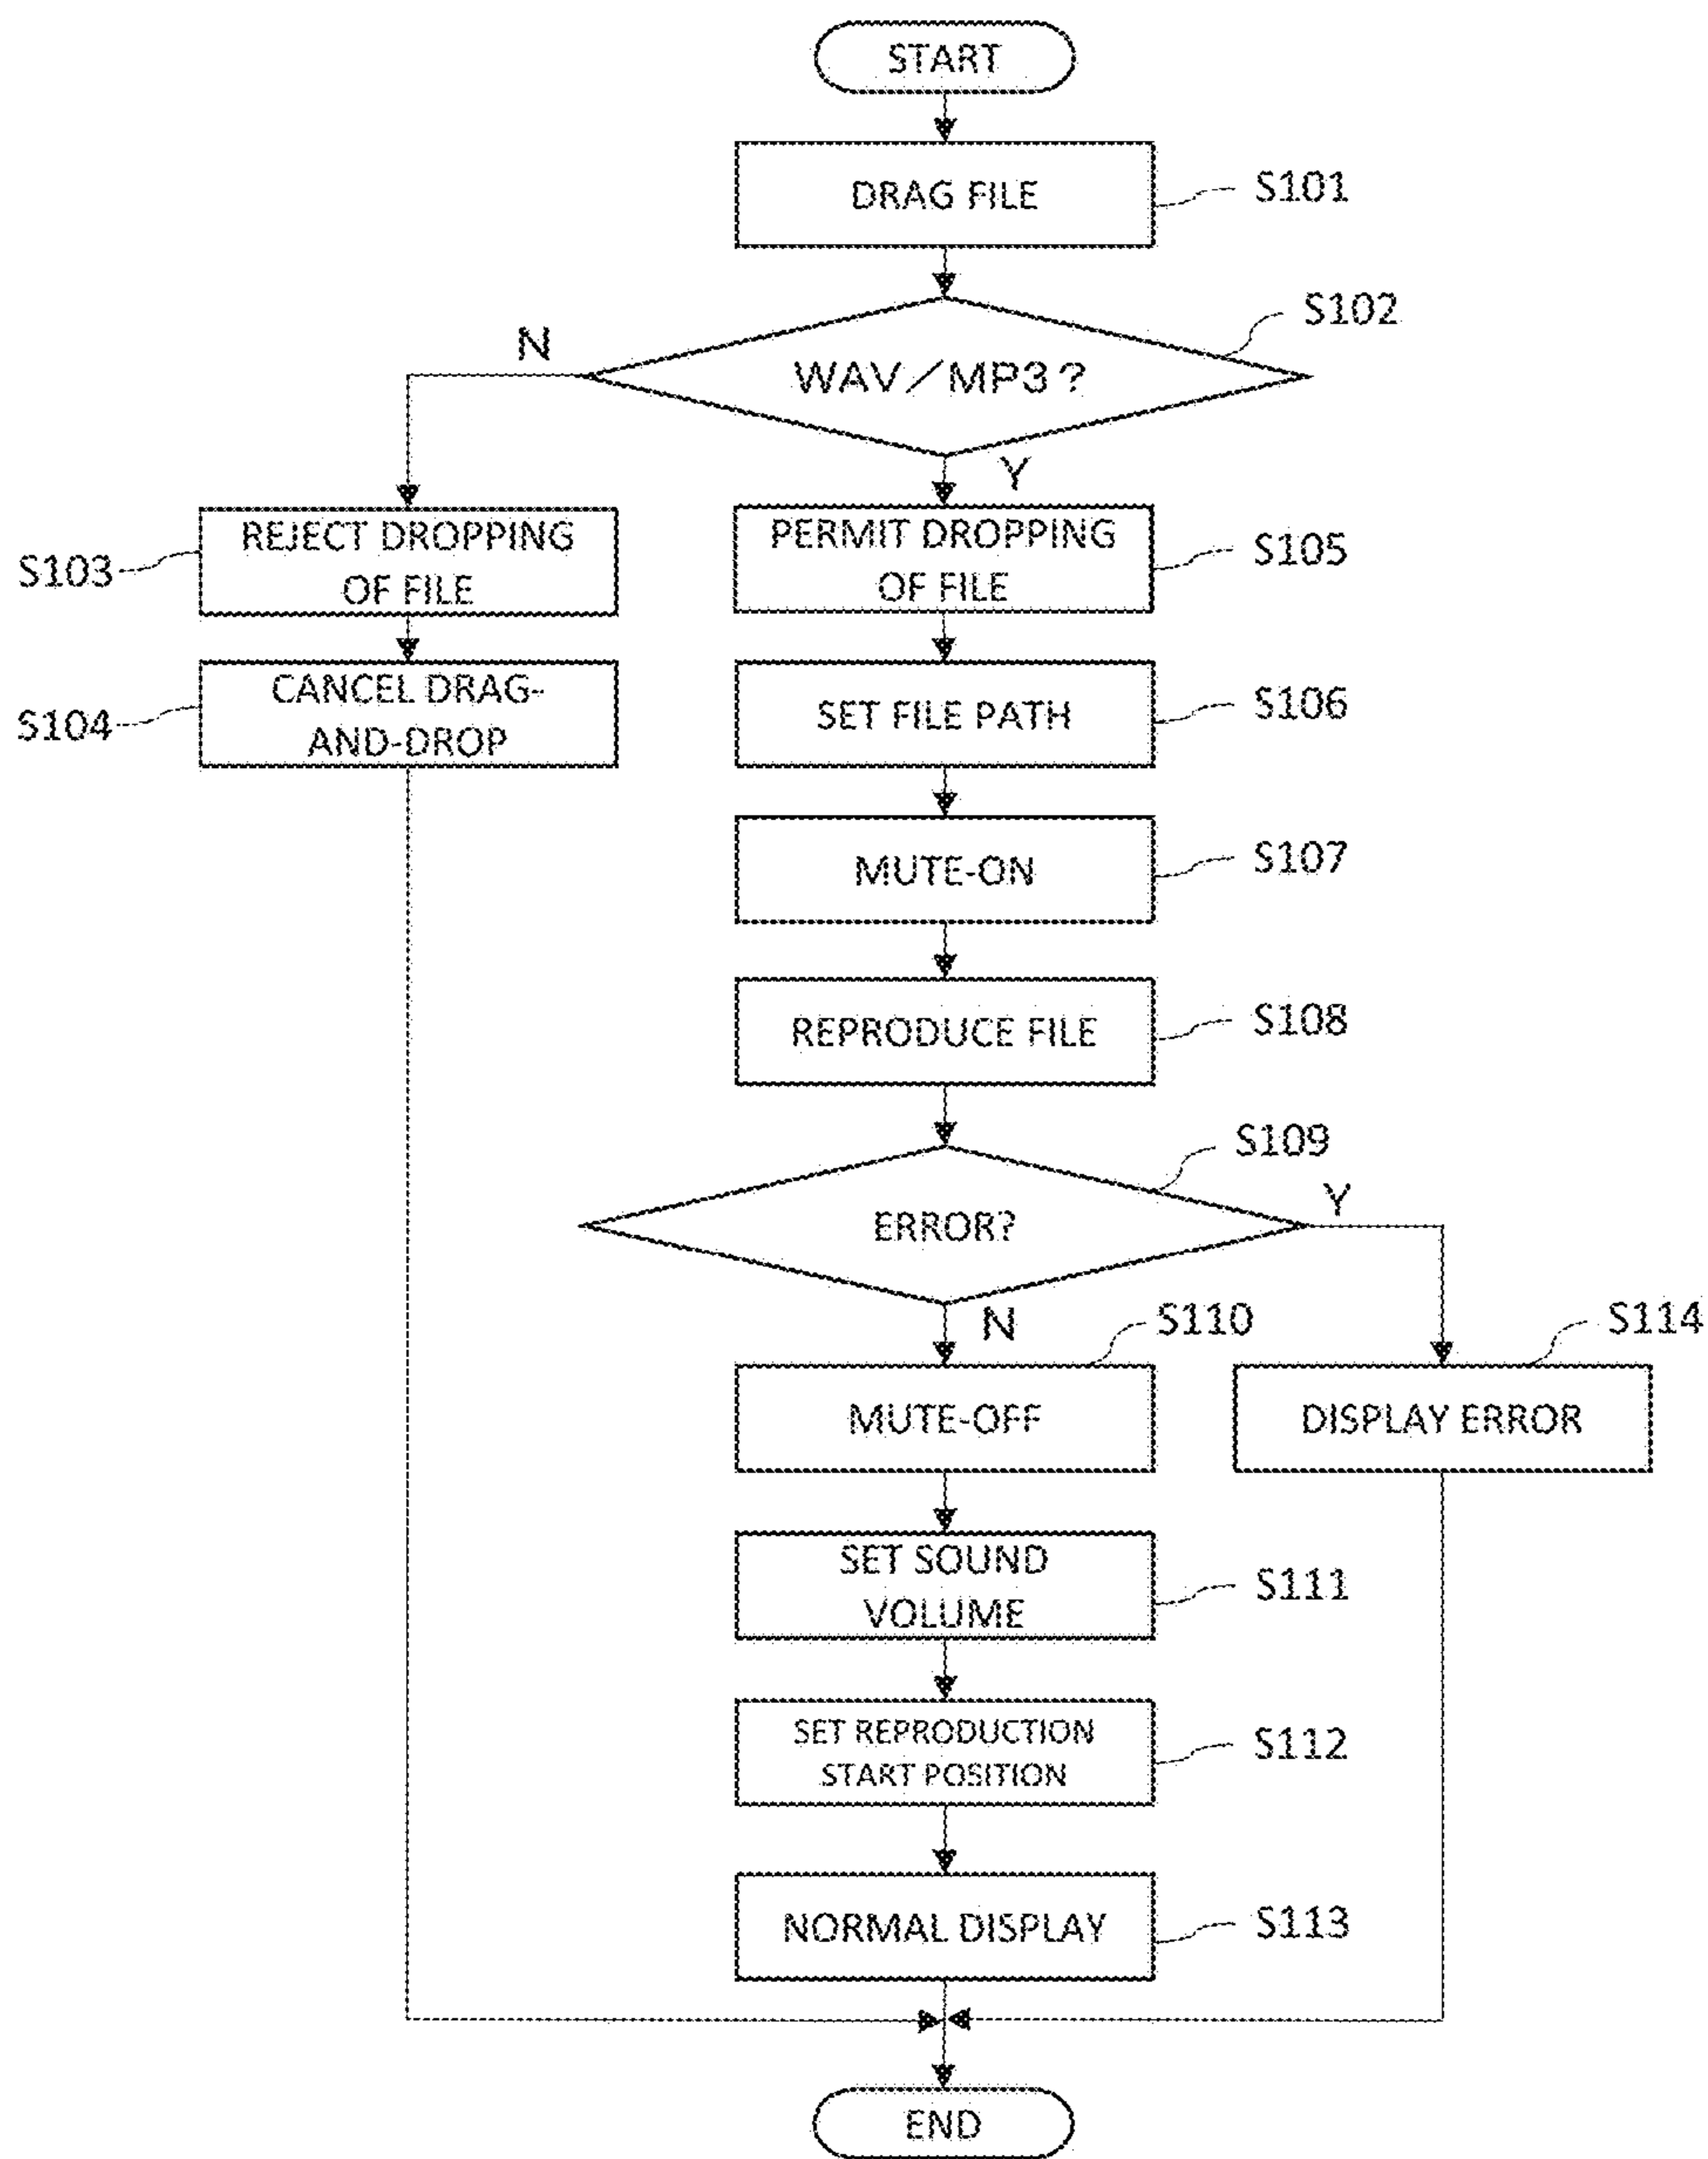 START
DRAG FILE
S101
S102
N
WAV／MP3？
Y
REJECT DROPPING
OF FILE
S103
PERMIT DROPPING
OF FILE
S105
CANCEL DRAG-
AND-DROP
S104
SET FILE PATH
S106
MUTE-ON
S107
REPRODUCE FILE
S108
S109
ERROR?
Y
N
S110
S114
MUTE-OFF
DISPLAY ERROR
SET SOUND
VOLUME
S111
SET REPRODUCTION
START POSITION
S112
NORMAL DISPLAY
S113
END